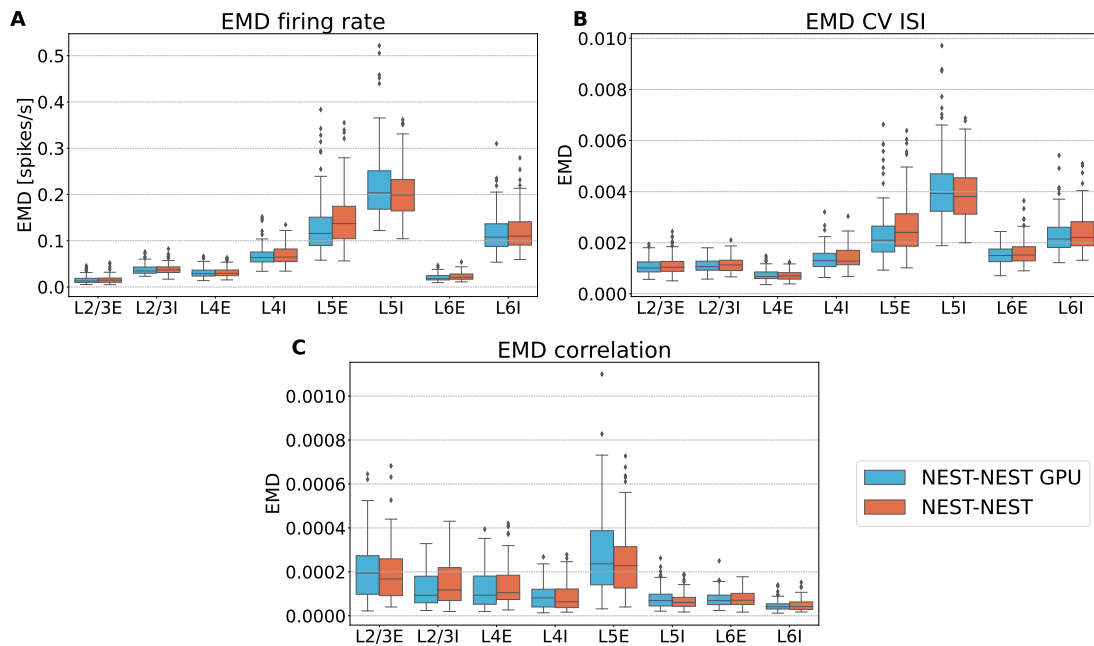 A
EMD firing rate
EMD [spikes/s]
0.5
0.4
0.3
0.2
0.1
0.0
L2/3E L2/3I L4E L4I L5E L5I L6E L6I
B
EMD CV ISI
EMD
0.010
0.008
0.006
0.004
0.002
0.000
L2/3E L2/3I L4E L4I L5E L5I L6E L6I
C
EMD correlation
EMD
0.0010
0.0008
0.0006
0.0004
0.0002
0.0000
L2/3E L2/3I L4E L4I L5E L5I L6E L6I
NEST-NEST GPU
NEST-NEST